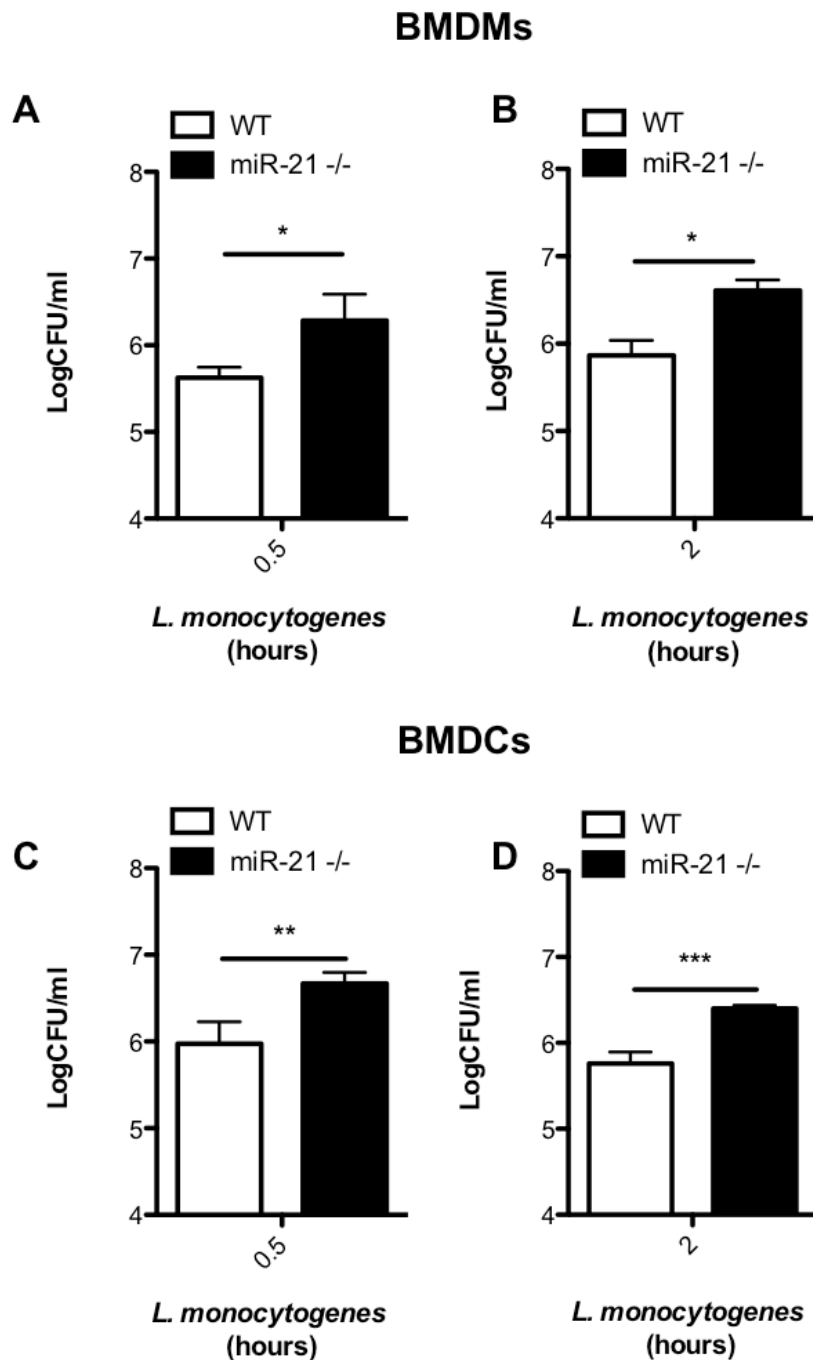 BMDMs
A
WT
miR-21 -/-
8
7
6
5
4
LogCFU/ml
*
0.5
L. monocytogenes
(hours)
B
WT
miR-21 -/-
8
7
6
5
4
LogCFU/ml
*
2
L. monocytogenes
(hours)
BMDCs
C
WT
miR-21 -/-
8
7
6
5
4
LogCFU/ml
**
0.5
L. monocytogenes
(hours)
D
WT
miR-21 -/-
8
7
6
5
4
LogCFU/ml
***
2
L. monocytogenes
(hours)